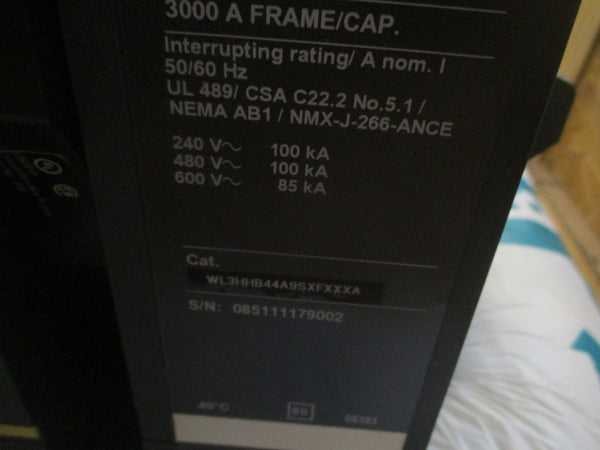 3000 A FRAME/CAP.
Interrupting rating/ A nom. I
50/60 Hz
UL 489/ CSA C22.2 No.5.1 /
NEMA AB1 / NMX-J-266-ANCE
240 V~ 100 kA
480 V~ 100 kA
600 V~ 85 kA
Cat.
WL3HHB44A9SXFXXXA
S/N: 085111179002
40°C